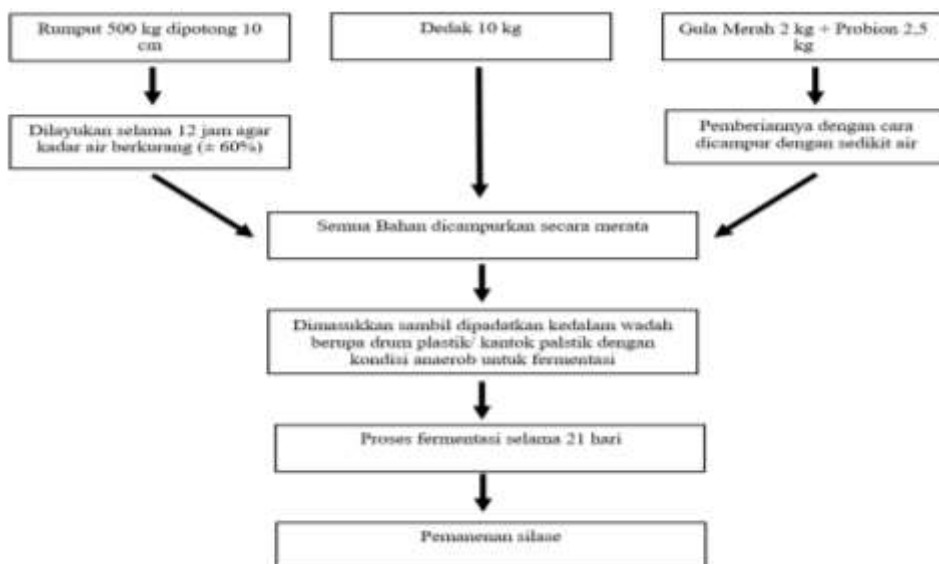 Rumput 500 kg dipotong 10
cm
Dedak 10 kg
Gula Merah 2 kg + Probion 2,5
kg
Dilayukan selama 12 jam agar
kadar air berkurang (± 60%)
Pemberiannya dengan cara
dicampur dengan sedikit air
Semua Bahan dicampurkan secara merata
Dimasukkan sambil dipadatkan kedalam wadah
berupa drum plastik/ kantok palstik dengan
kondisi anaerob untuk fermentasi
Proses fermentasi selama 21 hari
Pemanenan silase